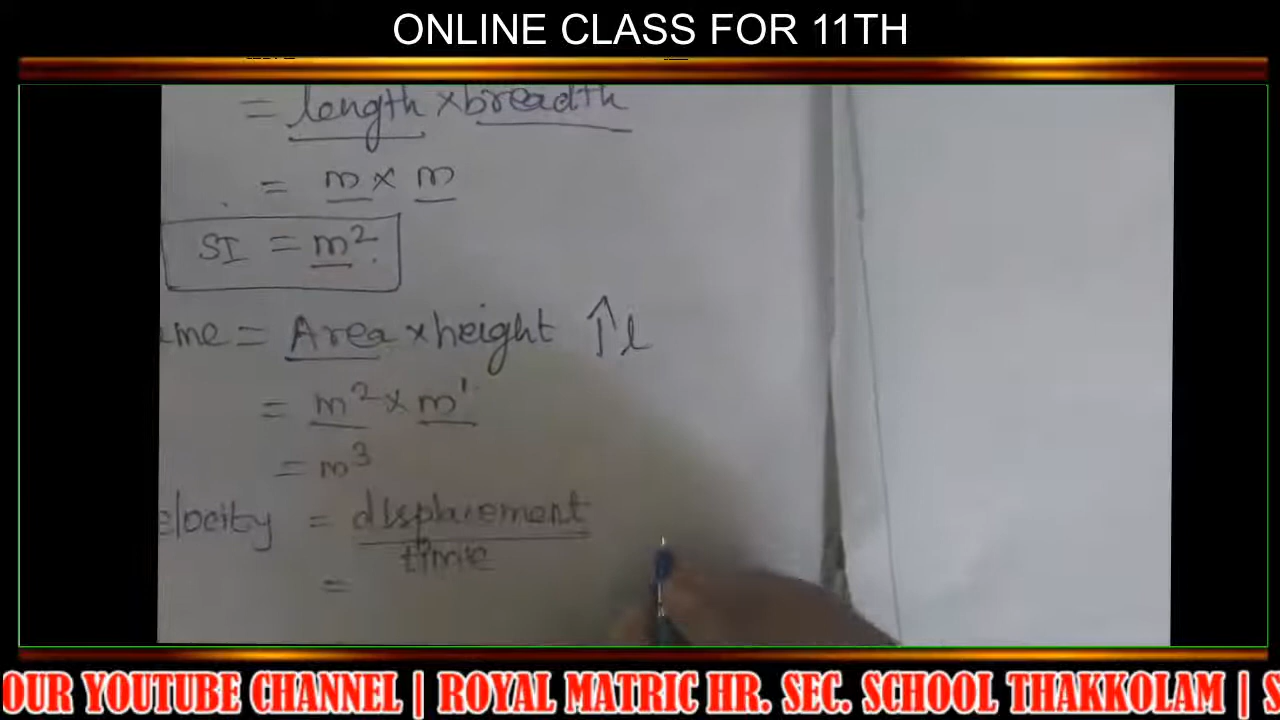 ONLINE CLASS FOR 11TH
= length × breadth
= m × m
SI = m².
eme = Area × height ↑l
= m² × m¹
= m³
elocity = displacement
time
=
OUR YOUTUBE CHANNEL | ROYAL MATRIC HR. SEC. SCHOOL THAKKOLAM | S